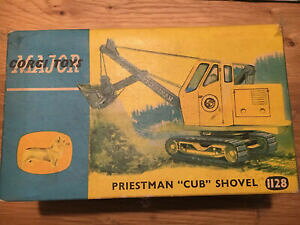 CORGI TOYS
MAJOR
PRIESTMAN "CUB" SHOVEL 1128